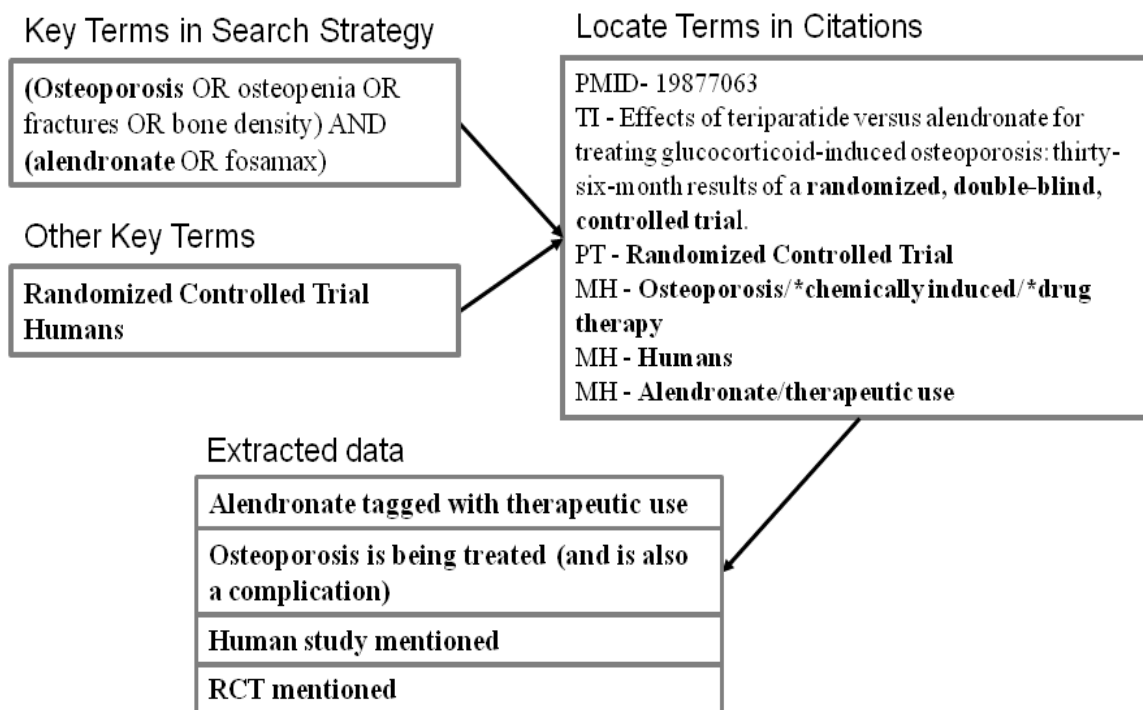 Key Terms in Search Strategy
(Osteoporosis OR osteopenia OR
fractures OR bone density) AND
(alendronate OR fosamax)
Other Key Terms
Randomized Controlled Trial
Humans
Locate Terms in Citations
PMID- 19877063
TI - Effects of teriparatide versus alendronate for
treating glucocorticoid-induced osteoporosis: thirty-
six-month results of a randomized, double-blind,
controlled trial.
PT - Randomized Controlled Trial
MH - Osteoporosis/*chemically induced/*drug
therapy
MH - Humans
MH - Alendronate/therapeutic use
Extracted data
Alendronate tagged with therapeutic use
Osteoporosis is being treated (and is also
a complication)
Human study mentioned
RCT mentioned